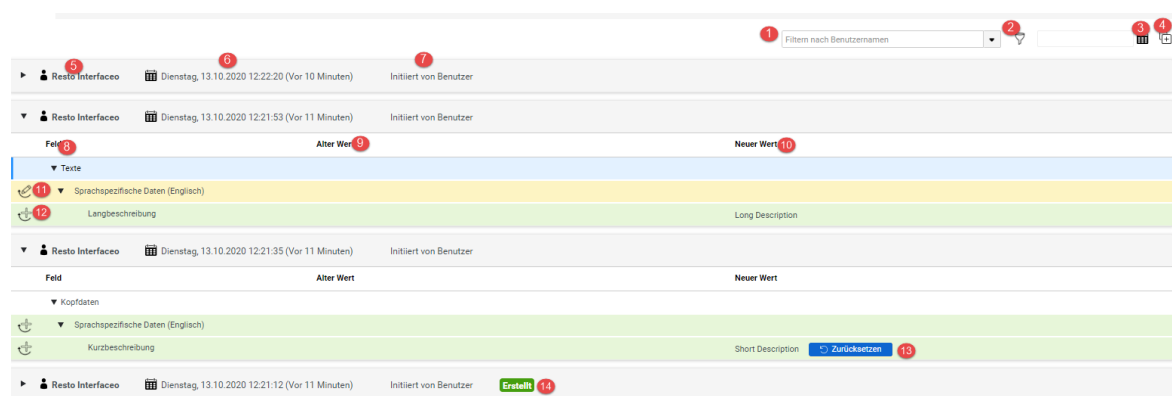 1 Filtern nach Benutzernamen 2 3 4
5 6 7
Resto Interfaceo Dienstag, 13.10.2020 12:22:20 (Vor 10 Minuten) Initiiert von Benutzer
Resto Interfaceo Dienstag, 13.10.2020 12:21:53 (Vor 11 Minuten) Initiiert von Benutzer
Feld 8 Alter Wert 9 Neuer Wert 10
Texte
11 Sprachspezifische Daten (Englisch)
12 Langbeschreibung Long Description
Resto Interfaceo Dienstag, 13.10.2020 12:21:35 (Vor 11 Minuten) Initiiert von Benutzer
Feld Alter Wert Neuer Wert
Kopfdaten
Sprachspezifische Daten (Englisch)
Kurzbeschreibung Short Description Zurücksetzen 13
Resto Interfaceo Dienstag, 13.10.2020 12:21:12 (Vor 11 Minuten) Initiiert von Benutzer Erstellt 14